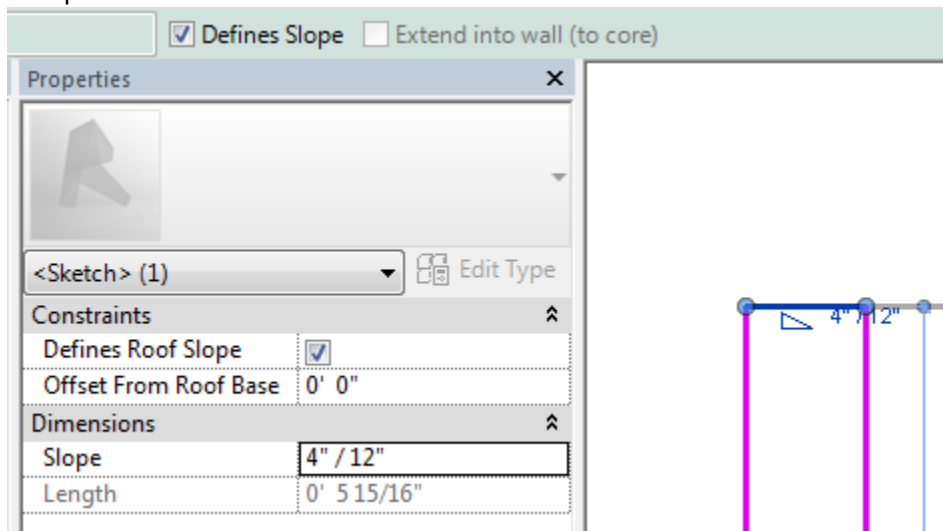 Defines Slope Extend into wall (to core)
Properties
<Sketch> (1) Edit Type
Constraints
Defines Roof Slope
Offset From Roof Base 0' 0"
Dimensions
Slope 4" / 12"
Length 0' 5 15/16"
4" / 12"